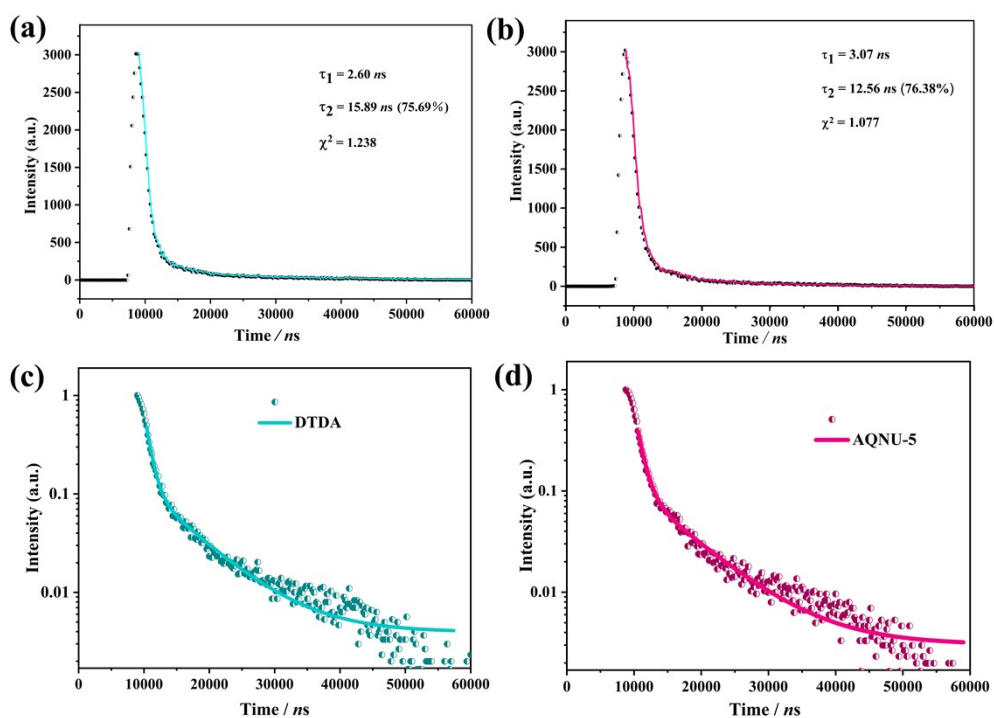 (a)
Intensity (a.u.)
3000
2500
2000
1500
1000
500
0
τ1 = 2.60 ns
τ2 = 15.89 ns (75.69%)
χ2 = 1.238
0 10000 20000 30000 40000 50000 60000
Time / ns
(b)
Intensity (a.u.)
3000
2500
2000
1500
1000
500
0
τ1 = 3.07 ns
τ2 = 12.56 ns (76.38%)
χ2 = 1.077
0 10000 20000 30000 40000 50000 60000
Time / ns
(c)
Intensity (a.u.)
1
0.1
0.01
DTDA
0 10000 20000 30000 40000 50000 60000
Time / ns
(d)
Intensity (a.u.)
1
0.1
0.01
AQNU-5
0 10000 20000 30000 40000 50000 60000
Time / ns